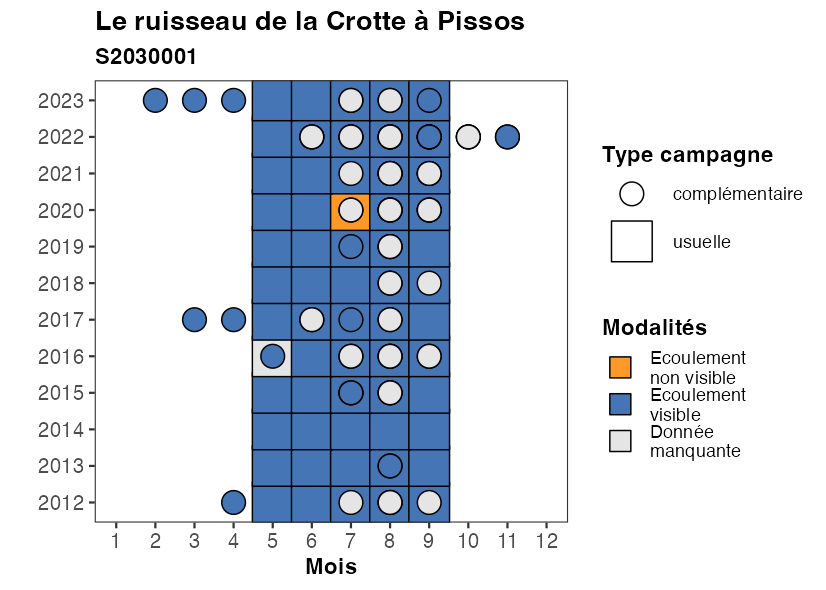 Le ruisseau de la Crotte à Pissos
S2030001
2023
2022
2021
2020
2019
2018
2017
2016
2015
2014
2013
2012
1 2 3 4 5 6 7 8 9 10 11 12
Mois
Type campagne
complémentaire
usuelle
Modalités
Ecoulement
non visible
Ecoulement
visible
Donnée
manquante